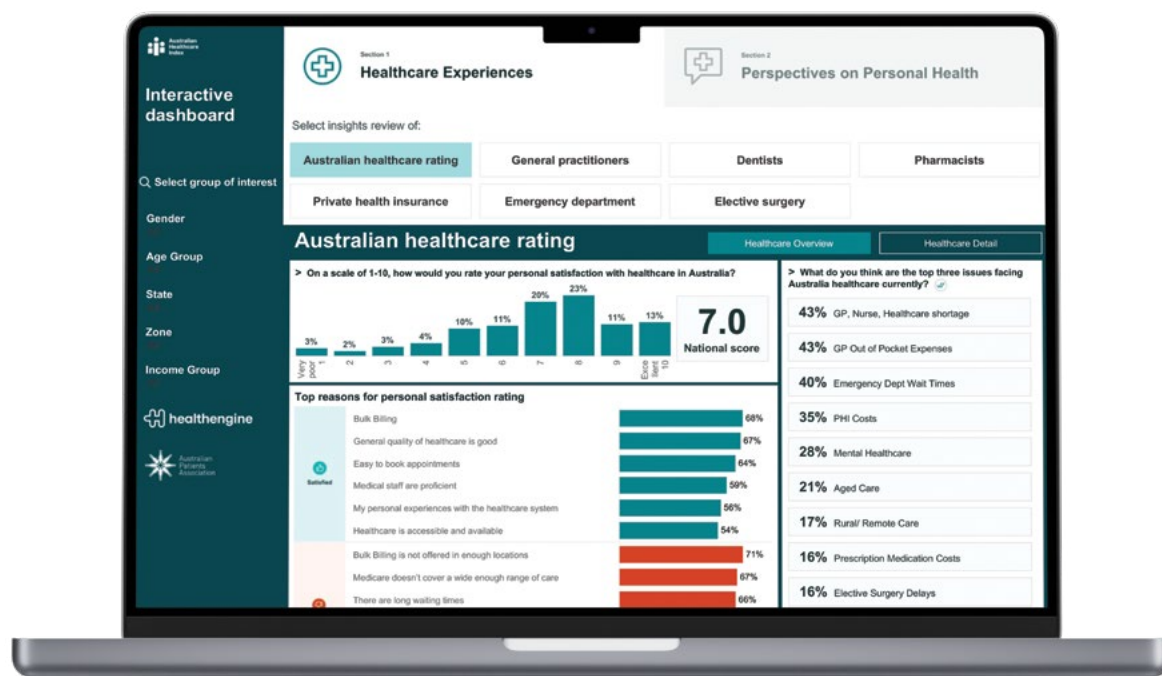 Australian
Healthcare
Index
Interactive
dashboard
Select group of interest
Gender
Age Group
State
Zone
Income Group
healthengine
Australian
Patients
Association
Section 1
Healthcare Experiences
Section 2
Perspectives on Personal Health
Select insights review of:
Australian healthcare rating
General practitioners
Dentists
Pharmacists
Private health insurance
Emergency department
Elective surgery
Australian healthcare rating
Healthcare Overview
Healthcare Detail
> On a scale of 1-10, how would you rate your personal satisfaction with healthcare in Australia?
3%
2%
3%
4%
10%
11%
20%
23%
11%
13%
Very
poor
1
2
3
4
5
6
7
8
9
Exce
llent
10
7.0
National score
Top reasons for personal satisfaction rating
Satisfied
Bulk Billing
68%
General quality of healthcare is good
67%
Easy to book appointments
64%
Medical staff are proficient
59%
My personal experiences with the healthcare system
56%
Healthcare is accessible and available
54%
Bulk Billing is not offered in enough locations
71%
Medicare doesn't cover a wide enough range of care
67%
There are long waiting times
66%
> What do you think are the top three issues facing
Australia healthcare currently?
43% GP, Nurse, Healthcare shortage
43% GP Out of Pocket Expenses
40% Emergency Dept Wait Times
35% PHI Costs
28% Mental Healthcare
21% Aged Care
17% Rural/ Remote Care
16% Prescription Medication Costs
16% Elective Surgery Delays